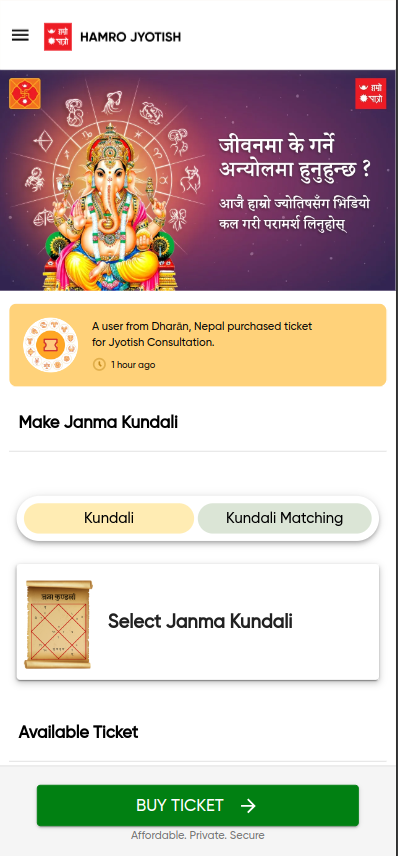 HAMRO JYOTISH
जीवनमा के गर्ने
अन्योलमा हुनुहुन्छ ?
आजै हाम्रो ज्योतिषसँग भिडियो
कल गरी परामर्श लिनुहोस्
A user from Dharān, Nepal purchased ticket
for Jyotish Consultation.
1 hour ago
Make Janma Kundali
Kundali
Kundali Matching
जन्म कुण्डली
Select Janma Kundali
Available Ticket
BUY TICKET
Affordable. Private. Secure